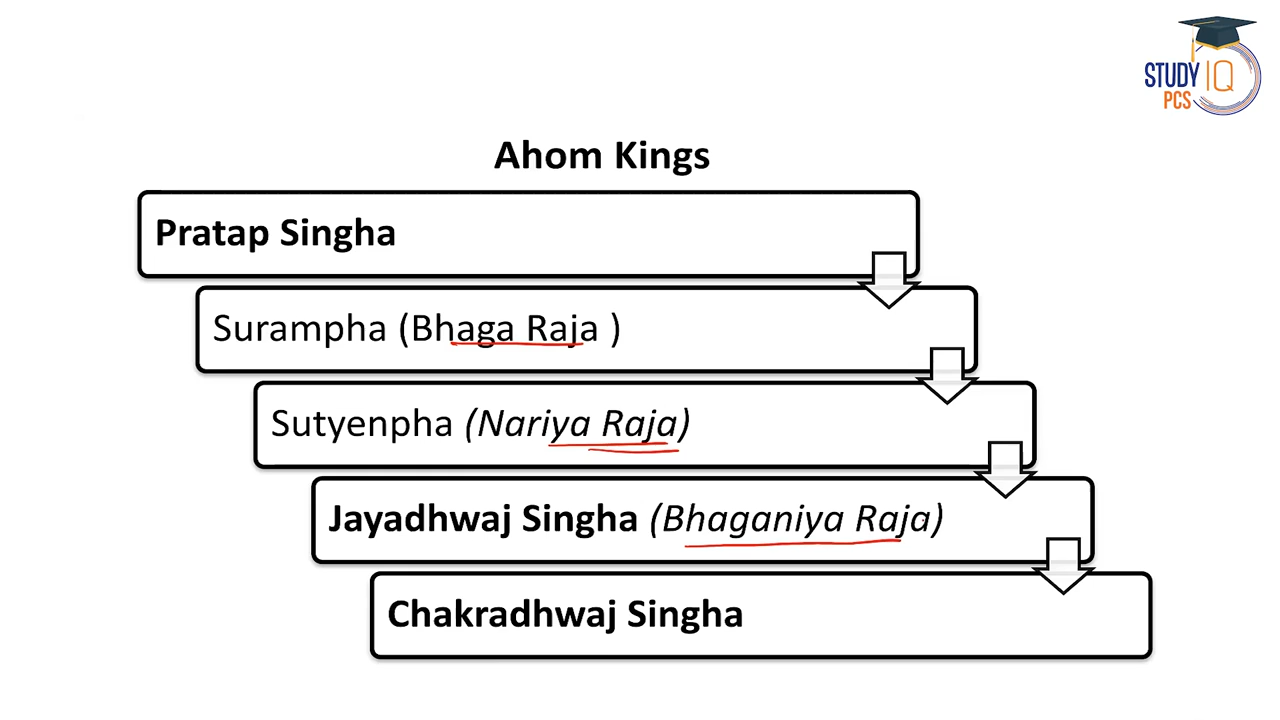 STUDY IQ
PCS
Ahom Kings
Pratap Singha
Surampha (Bhaga Raja )
Sutyenpha (Nariya Raja)
Jayadhwaj Singha (Bhaganiya Raja)
Chakradhwaj Singha